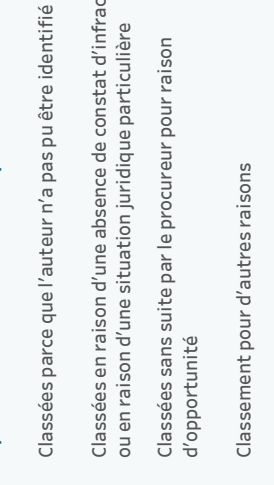 Classées parce que l'auteur n'a pas pu être identifié
Classées en raison d'une absence de constat
ou en raison d'une situation juridique particulière
Classées sans suite par le procureur pour raison
d'opportunité
Classement pour d'autres raisons